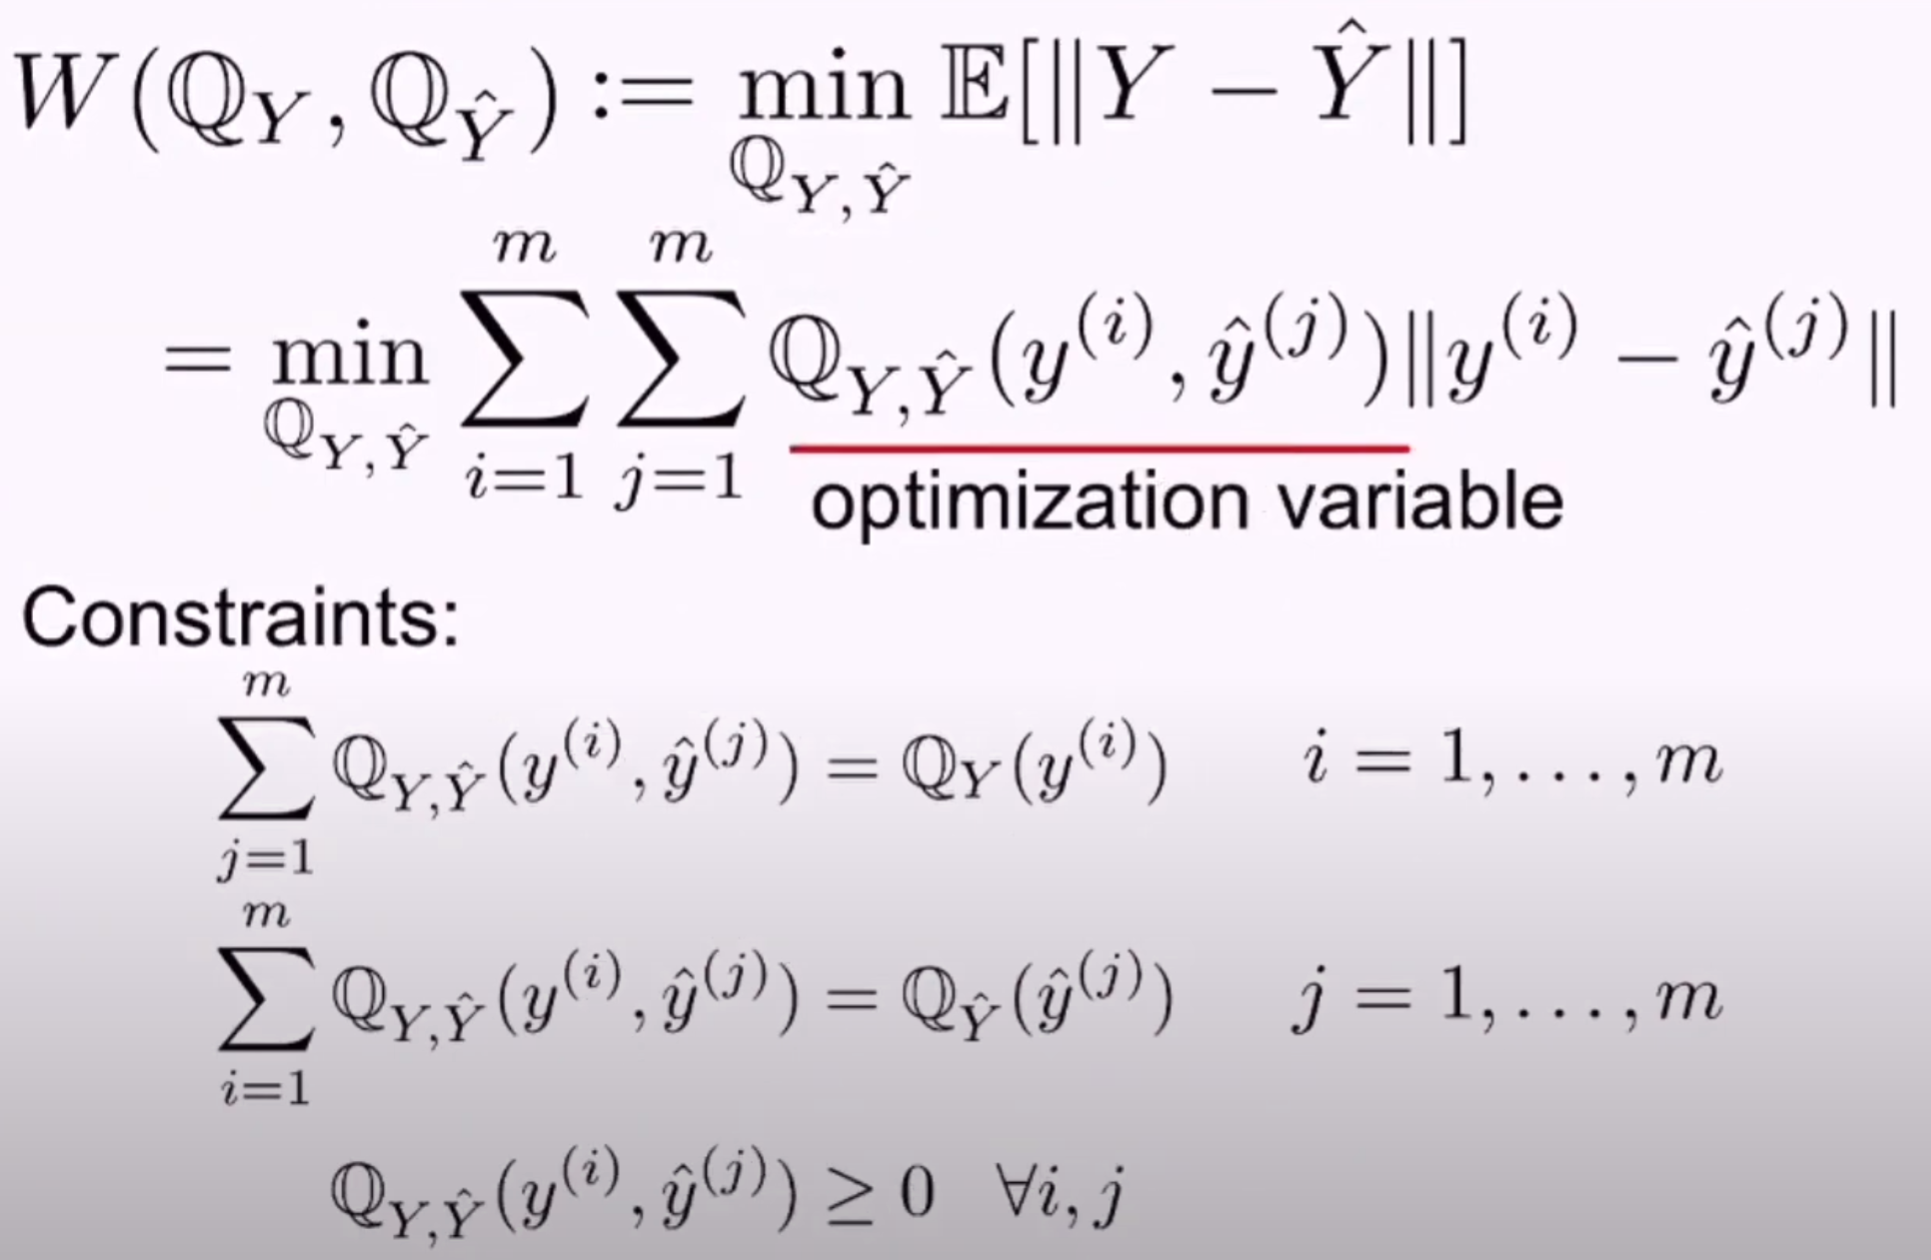 $W(\mathbb{Q}_Y, \mathbb{Q}_{\hat{Y}}) := \min_{\mathbb{Q}_{Y,\hat{Y}}} \mathbb{E}[\|Y - \hat{Y}\|]$
$= \min_{\mathbb{Q}_{Y,\hat{Y}}} \sum_{i=1}^{m} \sum_{j=1}^{m} \mathbb{Q}_{Y,\hat{Y}}(y^{(i)}, \hat{y}^{(j)}) \|y^{(i)} - \hat{y}^{(j)}\|$
optimization variable
Constraints:
$\sum_{j=1}^{m} \mathbb{Q}_{Y,\hat{Y}}(y^{(i)}, \hat{y}^{(j)}) = \mathbb{Q}_Y(y^{(i)}) \quad i = 1, \ldots, m$
$\sum_{i=1}^{m} \mathbb{Q}_{Y,\hat{Y}}(y^{(i)}, \hat{y}^{(j)}) = \mathbb{Q}_{\hat{Y}}(\hat{y}^{(j)}) \quad j = 1, \ldots, m$
$\mathbb{Q}_{Y,\hat{Y}}(y^{(i)}, \hat{y}^{(j)}) \geq 0 \quad \forall i, j$